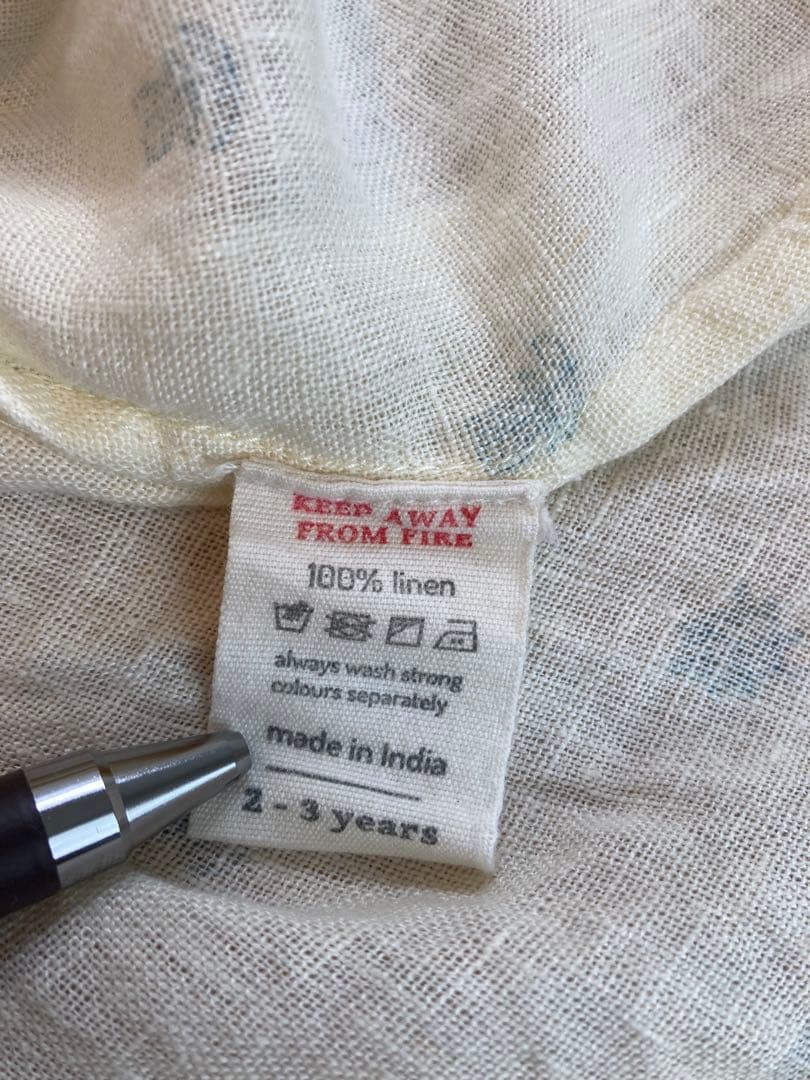 KEEP AWAY
FROM FIRE
100% linen
always wash strong
colours separately
made in India
2 - 3 years